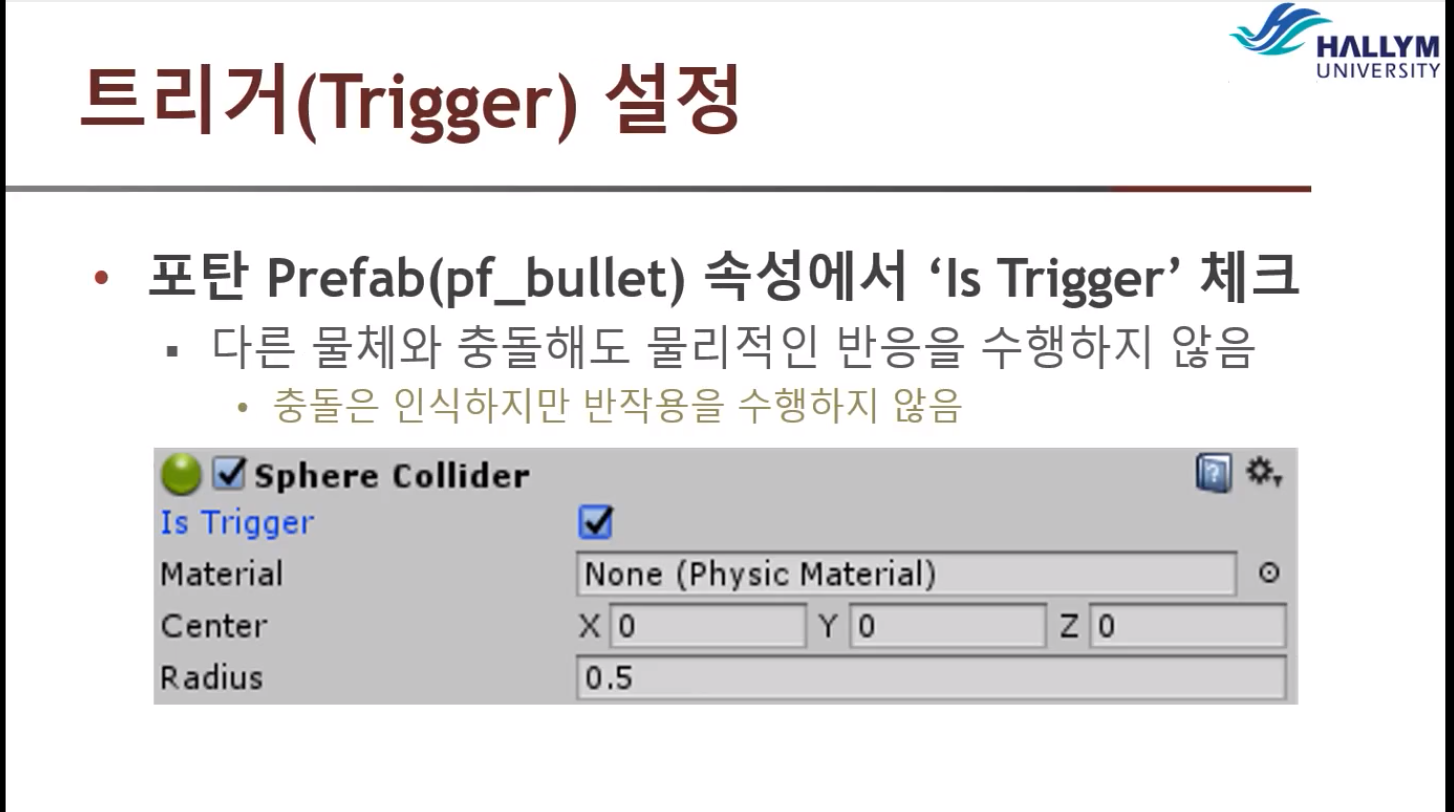 HALLYM
UNIVERSITY
트리거(Trigger) 설정
• 포탄 Prefab(pf_bullet) 속성에서 ‘Is Trigger’ 체크
▪ 다른 물체와 충돌해도 물리적인 반응을 수행하지 않음
• 충돌은 인식하지만 반작용을 수행하지 않음
Sphere Collider
Is Trigger
Material None (Physic Material)
Center X 0 Y 0 Z 0
Radius 0.5